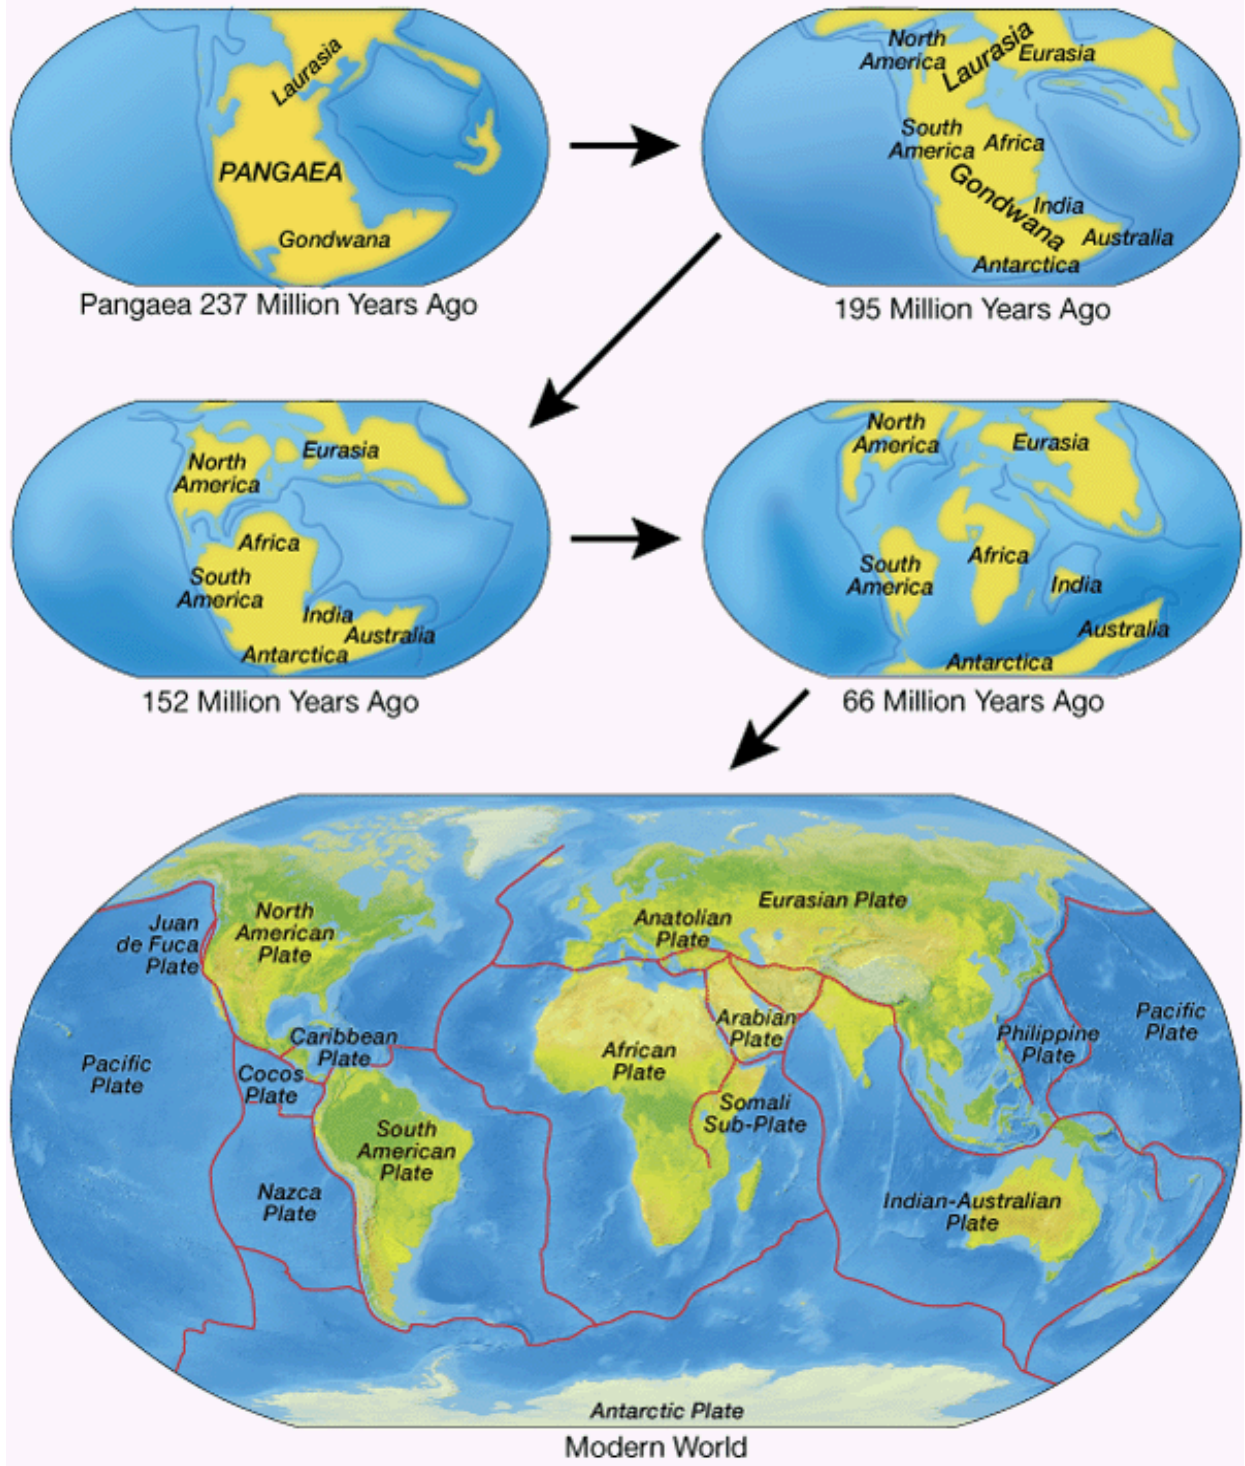 Laurasia
PANGAEA
Gondwana
Pangaea 237 Million Years Ago
North
America
Laurasia
Eurasia
South
America
Africa
Gondwana
India
Australia
Antarctica
195 Million Years Ago
North
America
Eurasia
Africa
South
America
India
Australia
Antarctica
152 Million Years Ago
North
America
Eurasia
South
America
Africa
India
Australia
Antarctica
66 Million Years Ago
Juan
de Fuca
Plate
North
American
Plate
Anatolian
Plate
Eurasian Plate
Pacific
Plate
Caribbean
Plate
Cocos
Plate
African
Plate
Arabian
Plate
Somali
Sub-Plate
Philippine
Plate
Pacific
Plate
South
American
Plate
Nazca
Plate
Indian-Australian
Plate
Antarctic Plate
Modern World